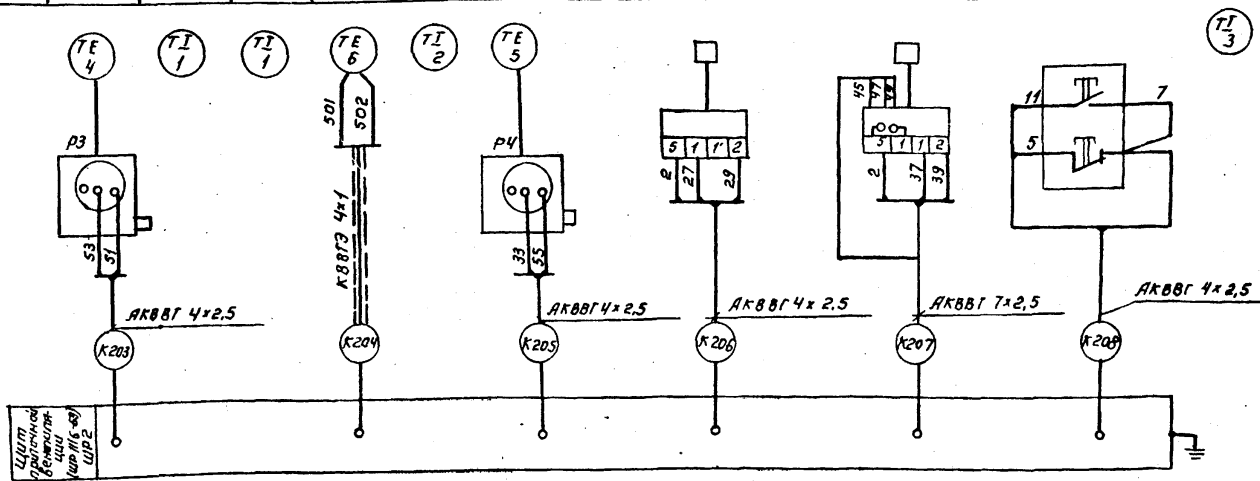 TE
4
TI
1
TI
1
TE
6
TI
2
TE
5
TI
3
P3
501
502
P4
5 1 1' 2
2
27
29
45
47
5 1 1 2
2
37
39
11
7
5
53
51
КВВГЭ 4×1
33
55
АКВВГ 4×2,5
АКВВГ 4×2,5
АКВВГ 4×2,5
АКВВГ 7×2,5
АКВВГ 4×2,5
К203
К204
К205
К206
К207
К208
Щит
приточной
вентиля-
ции
ШР2